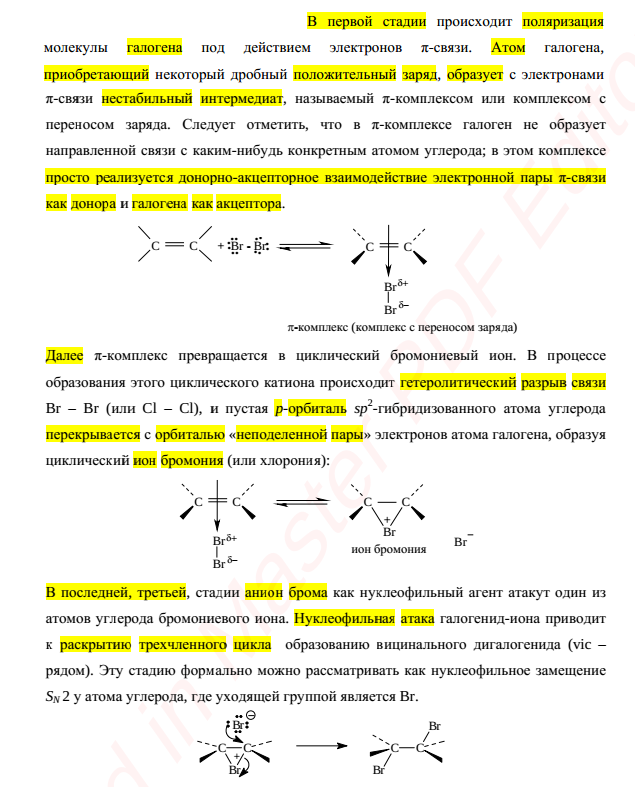 В первой стадии происходит поляризация
молекулы галогена под действием электронов π-связи. Атом галогена,
приобретающий некоторый дробный положительный заряд, образует с электронами
π-связи нестабильный интермедиат, называемый π-комплексом или комплексом с
переносом заряда. Следует отметить, что в π-комплексе галоген не образует
направленной связи с каким-нибудь конкретным атомом углерода; в этом комплексе
просто реализуется донорно-акцепторное взаимодействие электронной пары π-связи
как донора и галогена как акцептора.
C = C + Br - Br C = C
Br δ+
Br δ–
π-комплекс (комплекс с переносом заряда)
Далее π-комплекс превращается в циклический бромониевый ион. В процессе
образования этого циклического катиона происходит гетеролитический разрыв связи
Br – Br (или Cl – Cl), и пустая p-орбиталь sp²-гибридизованного атома углерода
перекрывается с орбиталью «неподеленной пары» электронов атома галогена, образуя
циклический ион бромония (или хлорония):
C = C C – C
+
Br δ+ Br
Br δ– ион бромония Br –
В последней, третьей, стадии анион брома как нуклеофильный агент атакут один из
атомов углерода бромониевого иона. Нуклеофильная атака галогенид-иона приводит
к раскрытию трехчленного цикла образованию вицинального дигалогенида (vic –
рядом). Эту стадию формально можно рассматривать как нуклеофильное замещение
SN 2 у атома углерода, где уходящей группой является Br.
Br ⊖ Br
C – C C – C
+
Br Br
ed in Master PDF Edito